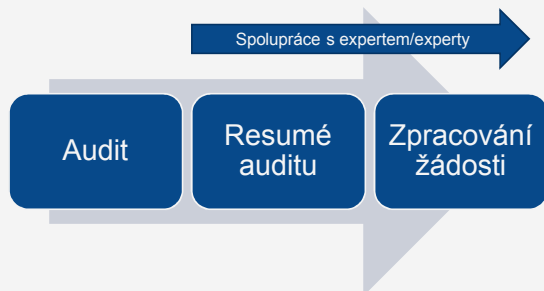 Spolupráce s expertem/experty
Audit
Resumé
auditu
Zpracování
žádosti